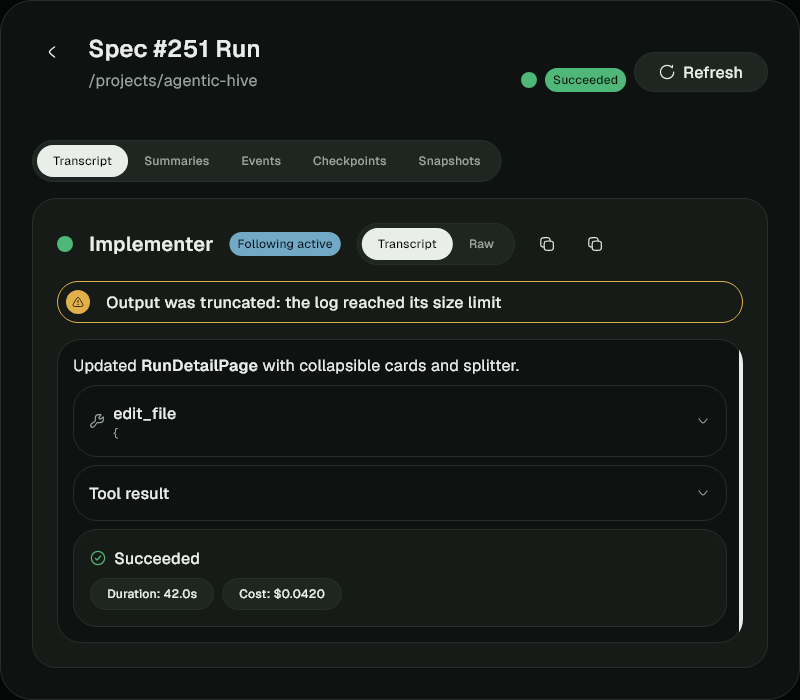 Spec #251 Run
/projects/agentic-hive
Succeeded
Refresh
Transcript
Summaries
Events
Checkpoints
Snapshots
Implementer
Following active
Transcript
Raw
Output was truncated: the log reached its size limit
Updated RunDetailPage with collapsible cards and splitter.
edit_file
{
Tool result
Succeeded
Duration: 42.0s
Cost: $0.0420